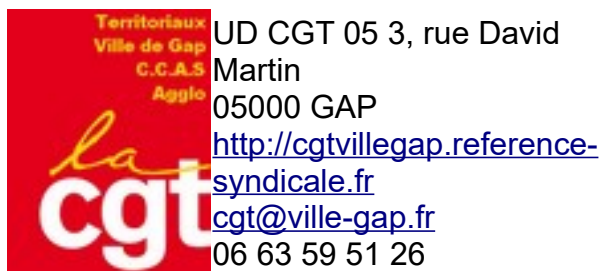 Territoriaux
Ville de Gap
C.C.A.S
Agglo
la
cgt
UD CGT 05 3, rue David
Martin
05000 GAP
http://cgtvillegap.reference-
syndicale.fr
cgt@ville-gap.fr
06 63 59 51 26